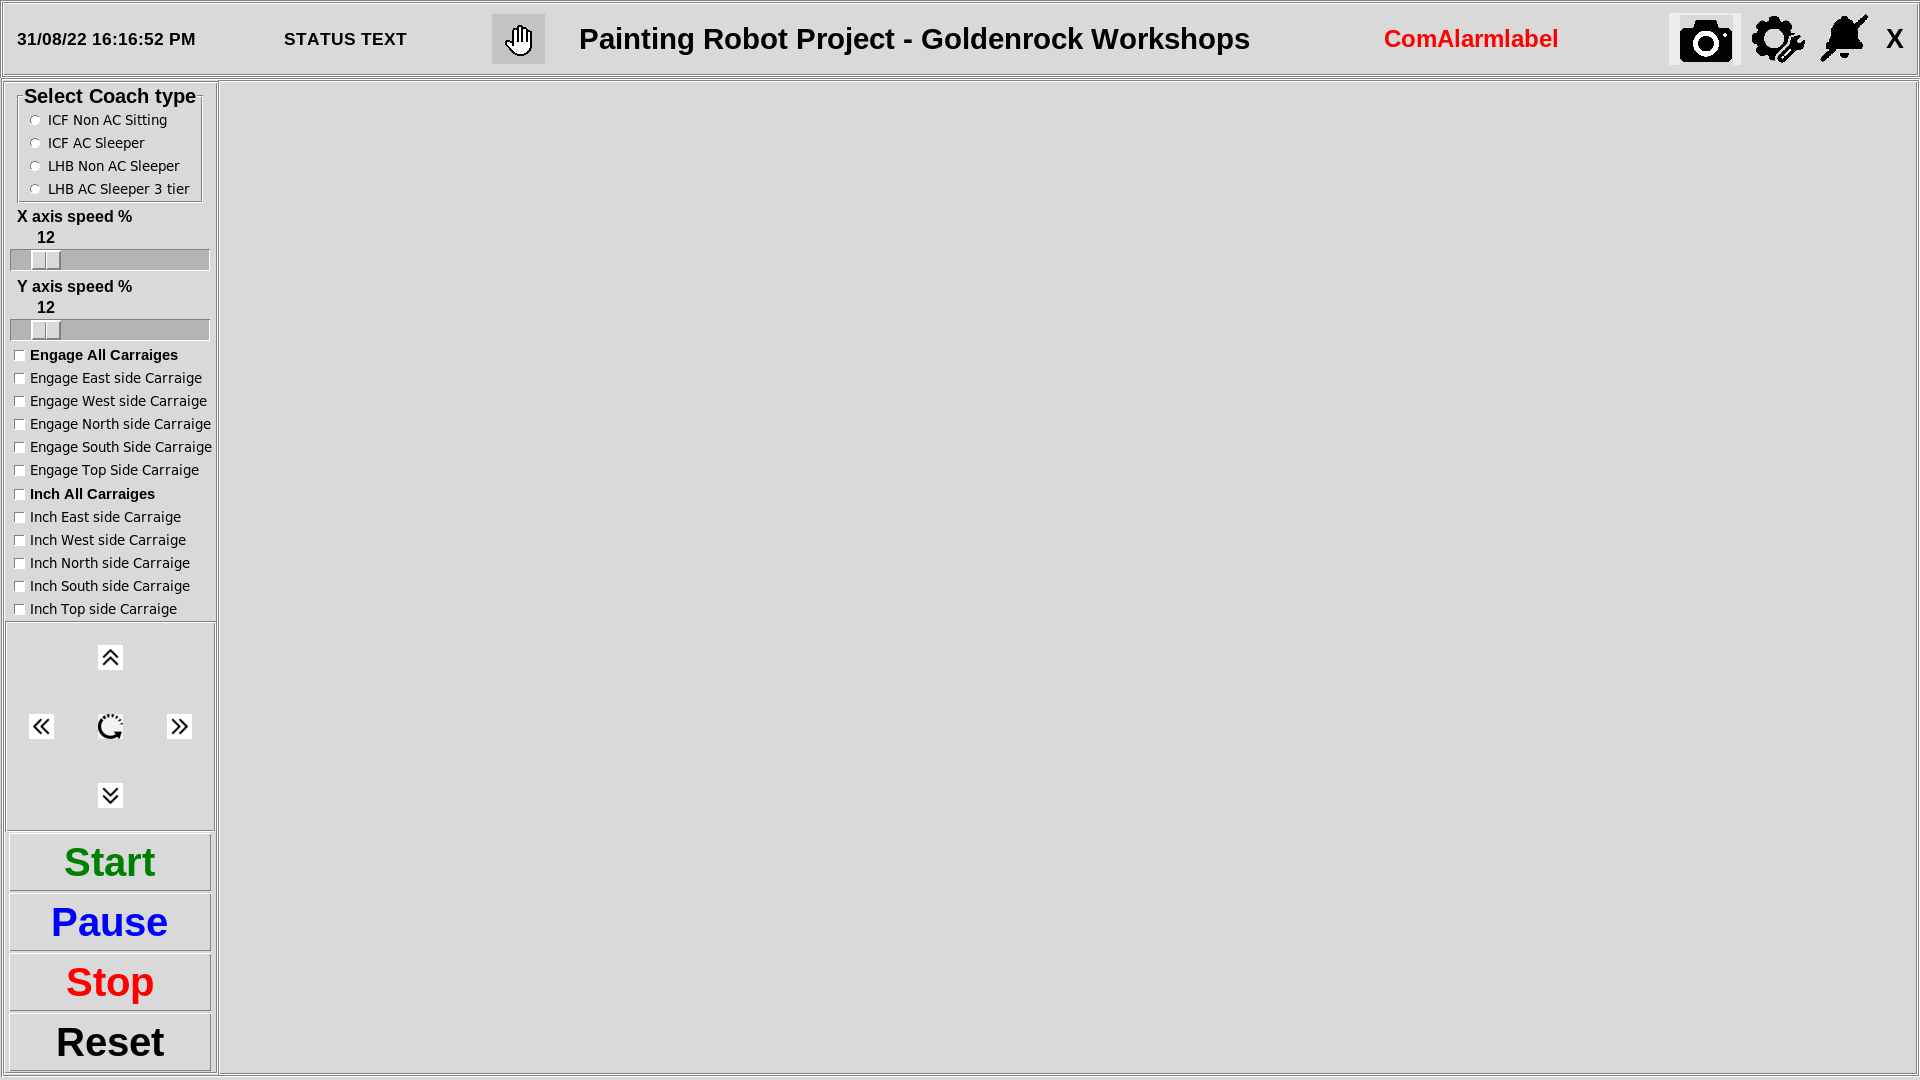 31/08/22 16:16:52 PM
STATUS TEXT
Painting Robot Project - Goldenrock Workshops
ComAlarmlabel
X
Select Coach type
ICF Non AC Sitting
ICF AC Sleeper
LHB Non AC Sleeper
LHB AC Sleeper 3 tier
X axis speed %
12
Y axis speed %
12
Engage All Carraiges
Engage East side Carraige
Engage West side Carraige
Engage North side Carraige
Engage South Side Carraige
Engage Top Side Carraige
Inch All Carraiges
Inch East side Carraige
Inch West side Carraige
Inch North side Carraige
Inch South side Carraige
Inch Top side Carraige
Start
Pause
Stop
Reset